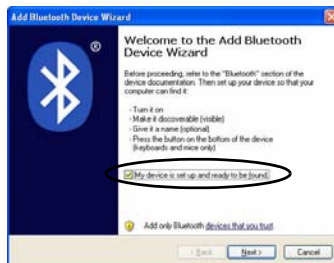 Add Bluetooth Device Wizard
Welcome to the Add Bluetooth
Device Wizard
Before proceeding, refer to the "Bluetooth" section of the
device documentation. Then set up your device so that your
computer can find it:
- Turn it on
- Make it discoverable (visible)
- Give it a name (optional)
- Press the button on the bottom of the device
(keyboards and mice only)
My device is set up and ready to be found.
Add only Bluetooth devices that you trust.
< Back
Next >
Cancel